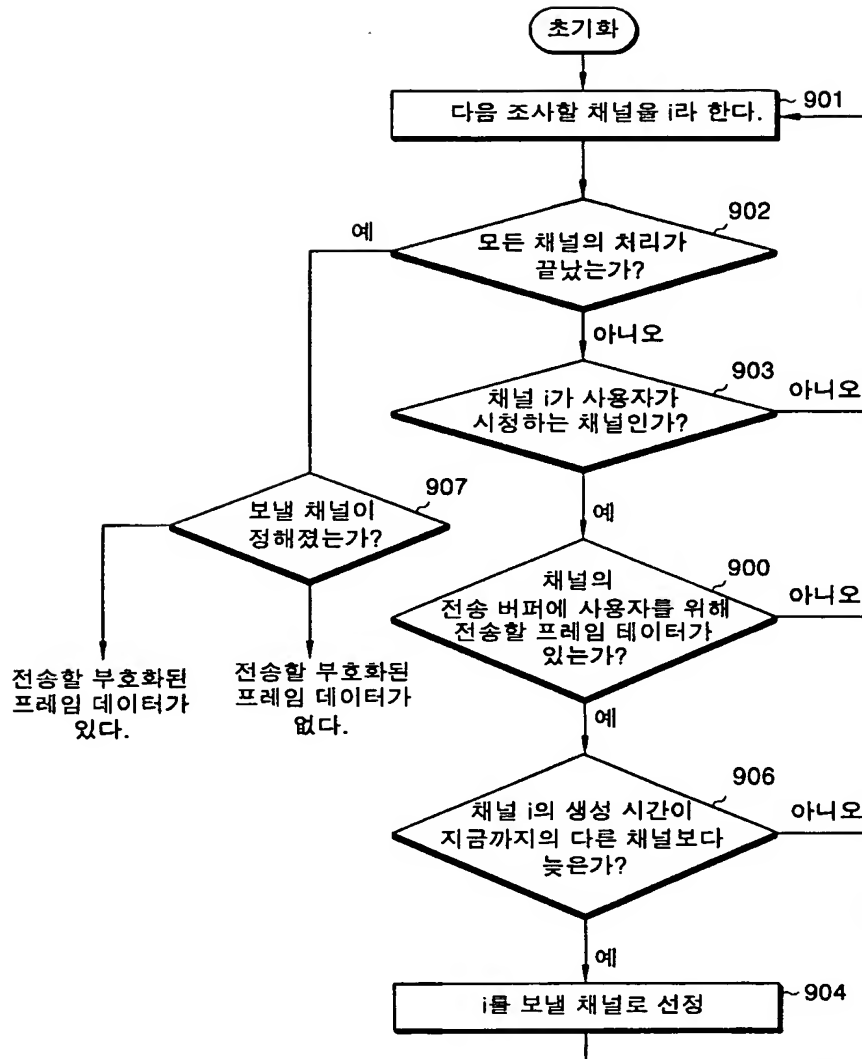 초기화
다음 조사할 채널을 i라 한다.
901
예
902
모든 채널의 처리가
끝났는가?
아니오
903
아니오
채널 i가 사용자가
시청하는 채널인가?
907
보낼 채널이
정해졌는가?
예
900
아니오
채널의
전송 버퍼에 사용자를 위해
전송할 프레임 데이터가
있는가?
전송할 부호화된
프레임 데이터가
있다.
전송할 부호화된
프레임 데이터가
없다.
예
906
아니오
채널 i의 생성 시간이
지금까지의 다른 채널보다
늦은가?
예
i를 보낼 채널로 선정
904